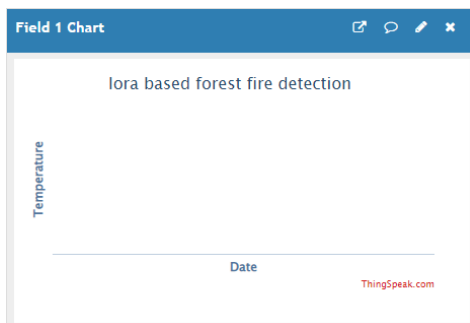 Field 1 Chart
lora based forest fire detection
Temperature
Date
ThingSpeak.com